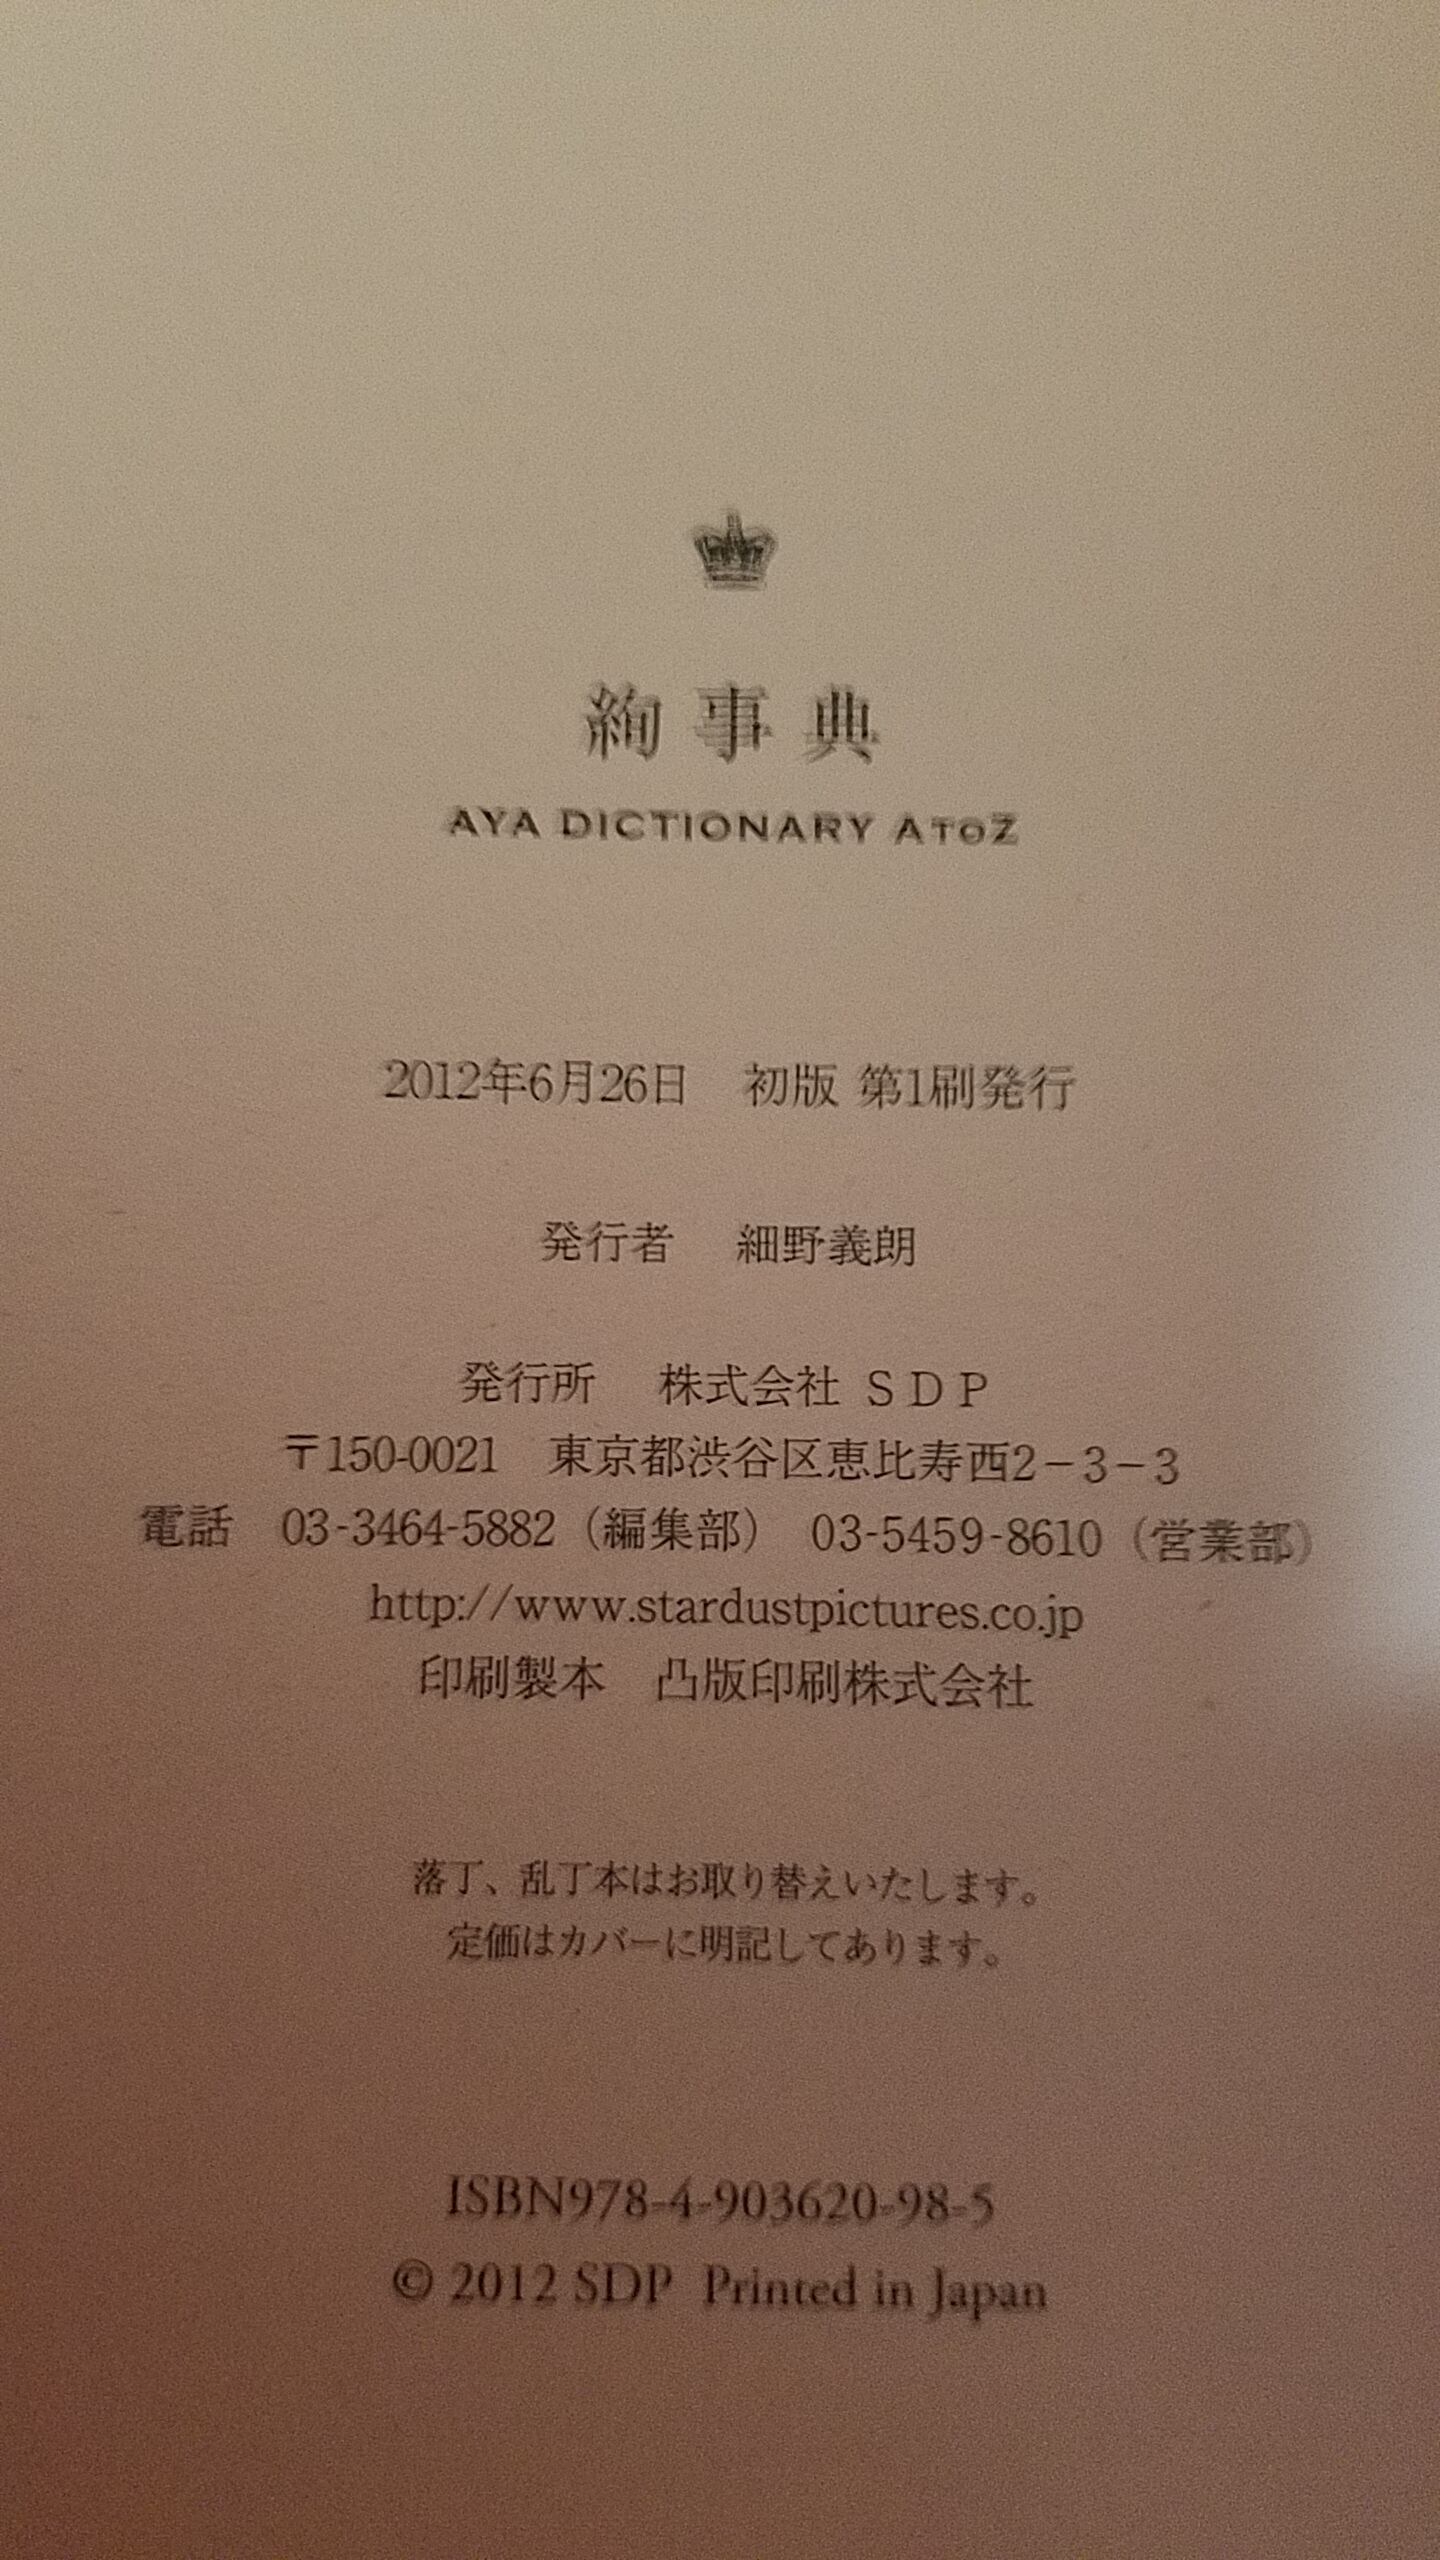 絢事典
AYA DICTIONARY ATOZ
2012年6月26日　初版 第1刷発行
発行者　細野義朗
発行所　株式会社 ＳＤＰ
〒150-0021　東京都渋谷区恵比寿西2－3－3
電話　03-3464-5882（編集部）　03-5459-8610（営業部）
http://www.stardustpictures.co.jp
印刷製本　凸版印刷株式会社
落丁、乱丁本はお取り替えいたします。
定価はカバーに明記してあります。
ISBN978-4-903620-98-5
© 2012 SDP Printed in Japan